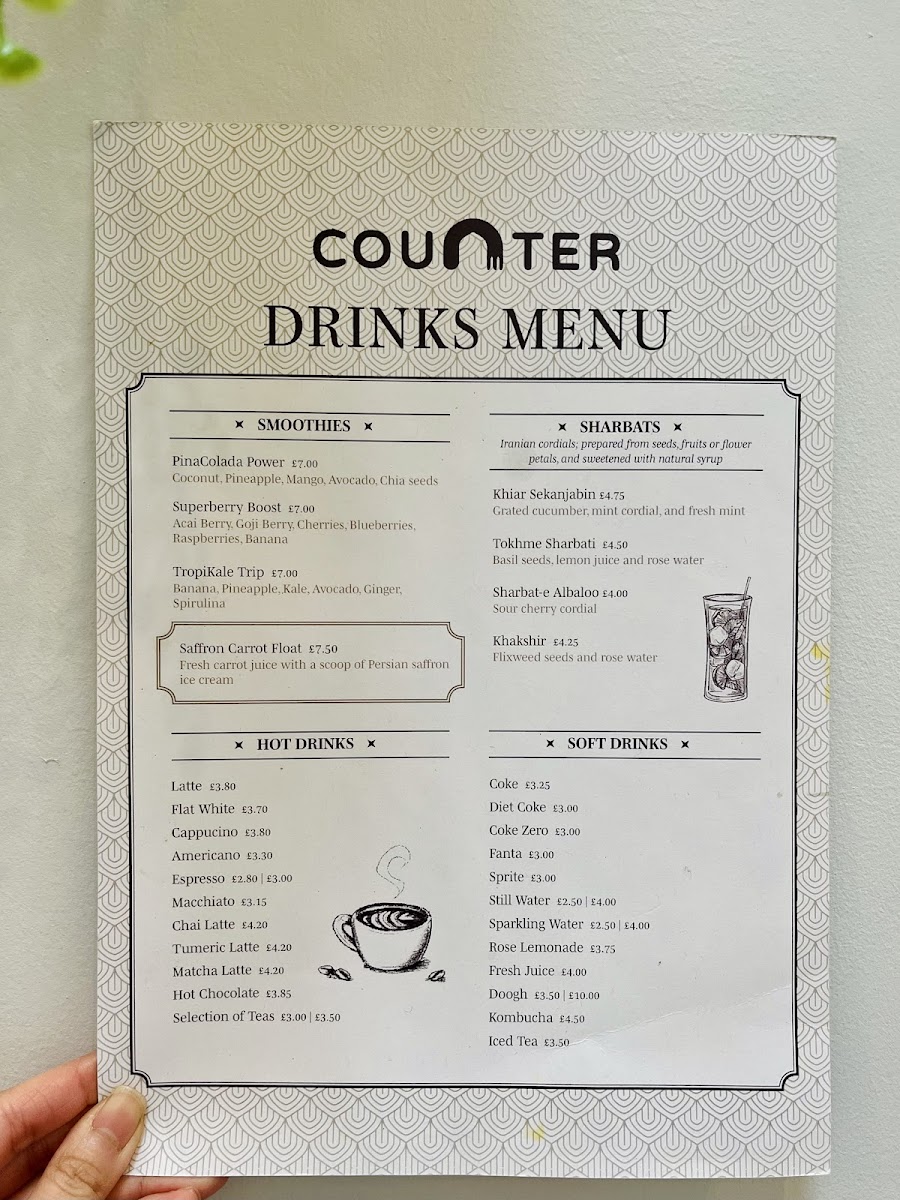 COUNTER
DRINKS MENU
SMOOTHIES
PinaColada Power £7.00
Coconut, Pineapple, Mango, Avocado, Chia seeds
Superberry Boost £7.00
Acai Berry, Goji Berry, Cherries, Blueberries,
Raspberries, Banana
TropiKale Trip £7.00
Banana, Pineapple, Kale, Avocado, Ginger,
Spirulina
Saffron Carrot Float £7.50
Fresh carrot juice with a scoop of Persian saffron
ice cream
SHARBATS
Iranian cordials; prepared from seeds, fruits or flower
petals, and sweetened with natural syrup
Khiar Sekanjabin £4.75
Grated cucumber, mint cordial, and fresh mint
Tokhme Sharbati £4.50
Basil seeds, lemon juice and rose water
Sharbat-e Albaloo £4.00
Sour cherry cordial
Khakshir £4.25
Flixweed seeds and rose water
HOT DRINKS
Latte £3.80
Flat White £3.70
Cappucino £3.80
Americano £3.30
Espresso £2.80 | £3.00
Macchiato £3.15
Chai Latte £4.20
Tumeric Latte £4.20
Matcha Latte £4.20
Hot Chocolate £3.85
Selection of Teas £3.00 | £3.50
SOFT DRINKS
Coke £3.25
Diet Coke £3.00
Coke Zero £3.00
Fanta £3.00
Sprite £3.00
Still Water £2.50 | £4.00
Sparkling Water £2.50 | £4.00
Rose Lemonade £3.75
Fresh Juice £4.00
Doogh £3.50 | £10.00
Kombucha £4.50
Iced Tea £3.50